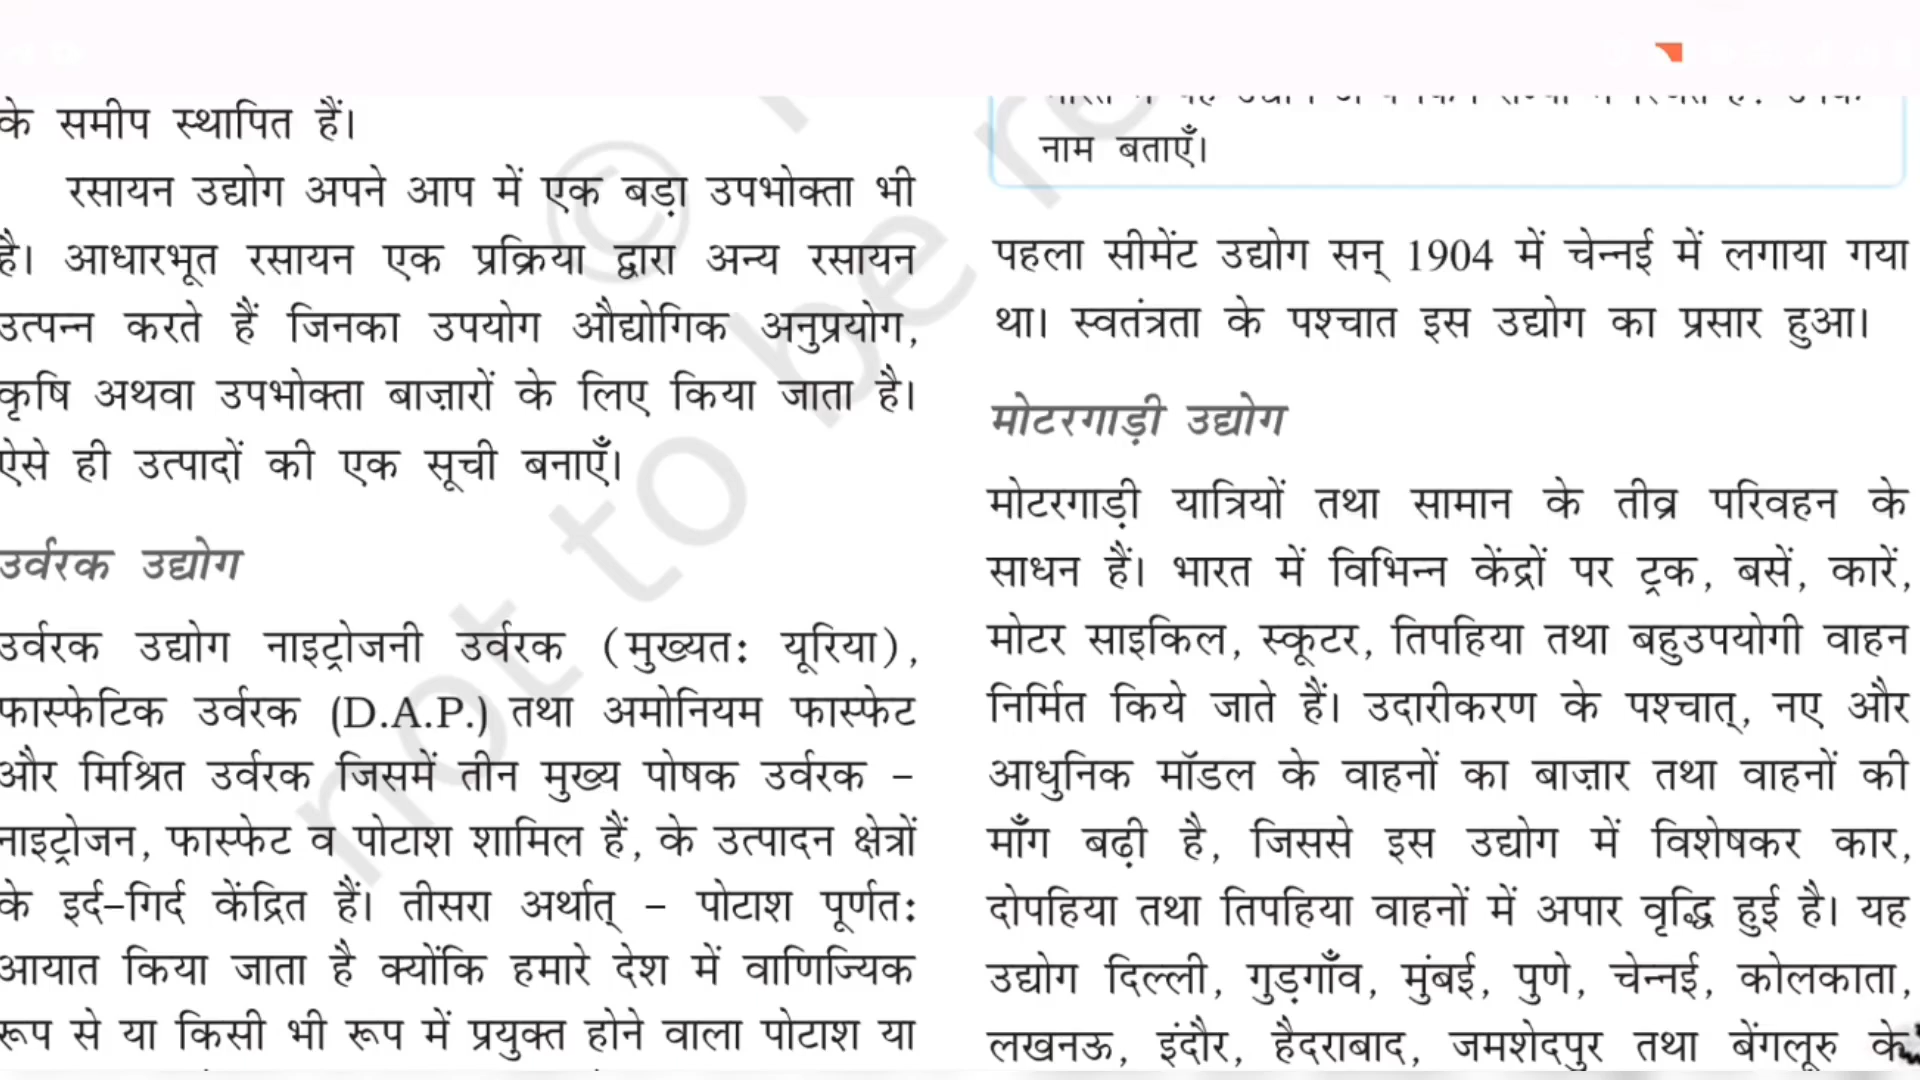 के समीप स्थापित हैं।
रसायन उद्योग अपने आप में एक बड़ा उपभोक्ता भी
है। आधारभूत रसायन एक प्रक्रिया द्वारा अन्य रसायन
उत्पन्न करते हैं जिनका उपयोग औद्योगिक अनुप्रयोग,
कृषि अथवा उपभोक्ता बाज़ारों के लिए किया जाता है।
ऐसे ही उत्पादों की एक सूची बनाएँ।
उर्वरक उद्योग
उर्वरक उद्योग नाइट्रोजनी उर्वरक (मुख्यतः यूरिया),
फास्फेटिक उर्वरक (D.A.P.) तथा अमोनियम फास्फेट
और मिश्रित उर्वरक जिसमें तीन मुख्य पोषक उर्वरक –
नाइट्रोजन, फास्फेट व पोटाश शामिल हैं, के उत्पादन क्षेत्रों
के इर्द-गिर्द केंद्रित हैं। तीसरा अर्थात् – पोटाश पूर्णतः
आयात किया जाता है क्योंकि हमारे देश में वाणिज्यिक
रूप से या किसी भी रूप में प्रयुक्त होने वाला पोटाश या
नाम बताएँ।
पहला सीमेंट उद्योग सन् 1904 में चेन्नई में लगाया गया
था। स्वतंत्रता के पश्चात इस उद्योग का प्रसार हुआ।
मोटरगाड़ी उद्योग
मोटरगाड़ी यात्रियों तथा सामान के तीव्र परिवहन के
साधन हैं। भारत में विभिन्न केंद्रों पर ट्रक, बसें, कारें,
मोटर साइकिल, स्कूटर, तिपहिया तथा बहुउपयोगी वाहन
निर्मित किये जाते हैं। उदारीकरण के पश्चात्, नए और
आधुनिक मॉडल के वाहनों का बाज़ार तथा वाहनों की
माँग बढ़ी है, जिससे इस उद्योग में विशेषकर कार,
दोपहिया तथा तिपहिया वाहनों में अपार वृद्धि हुई है। यह
उद्योग दिल्ली, गुड़गाँव, मुंबई, पुणे, चेन्नई, कोलकाता,
लखनऊ, इंदौर, हैदराबाद, जमशेदपुर तथा बेंगलूरु के
© not to be re